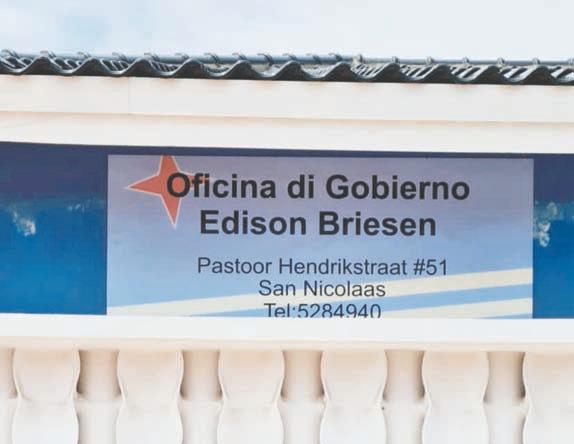 Oficina di Gobierno
Edison Briesen
Pastoor Hendrikstraat #51
San Nicolaas
Tel:5284940